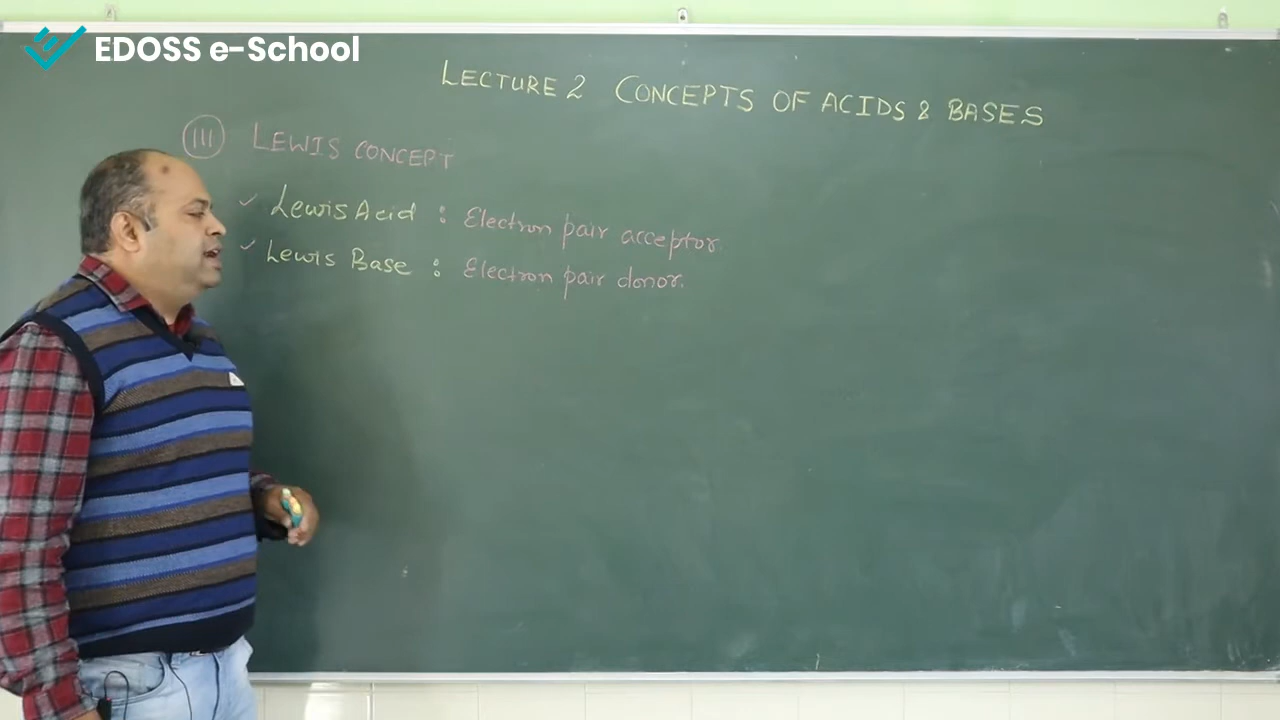 EDOSS e-School
LECTURE 2 CONCEPTS OF ACIDS & BASES
III LEWIS CONCEPT
✓ Lewis Acid : Electron pair acceptor.
✓ Lewis Base : Electron pair donor.